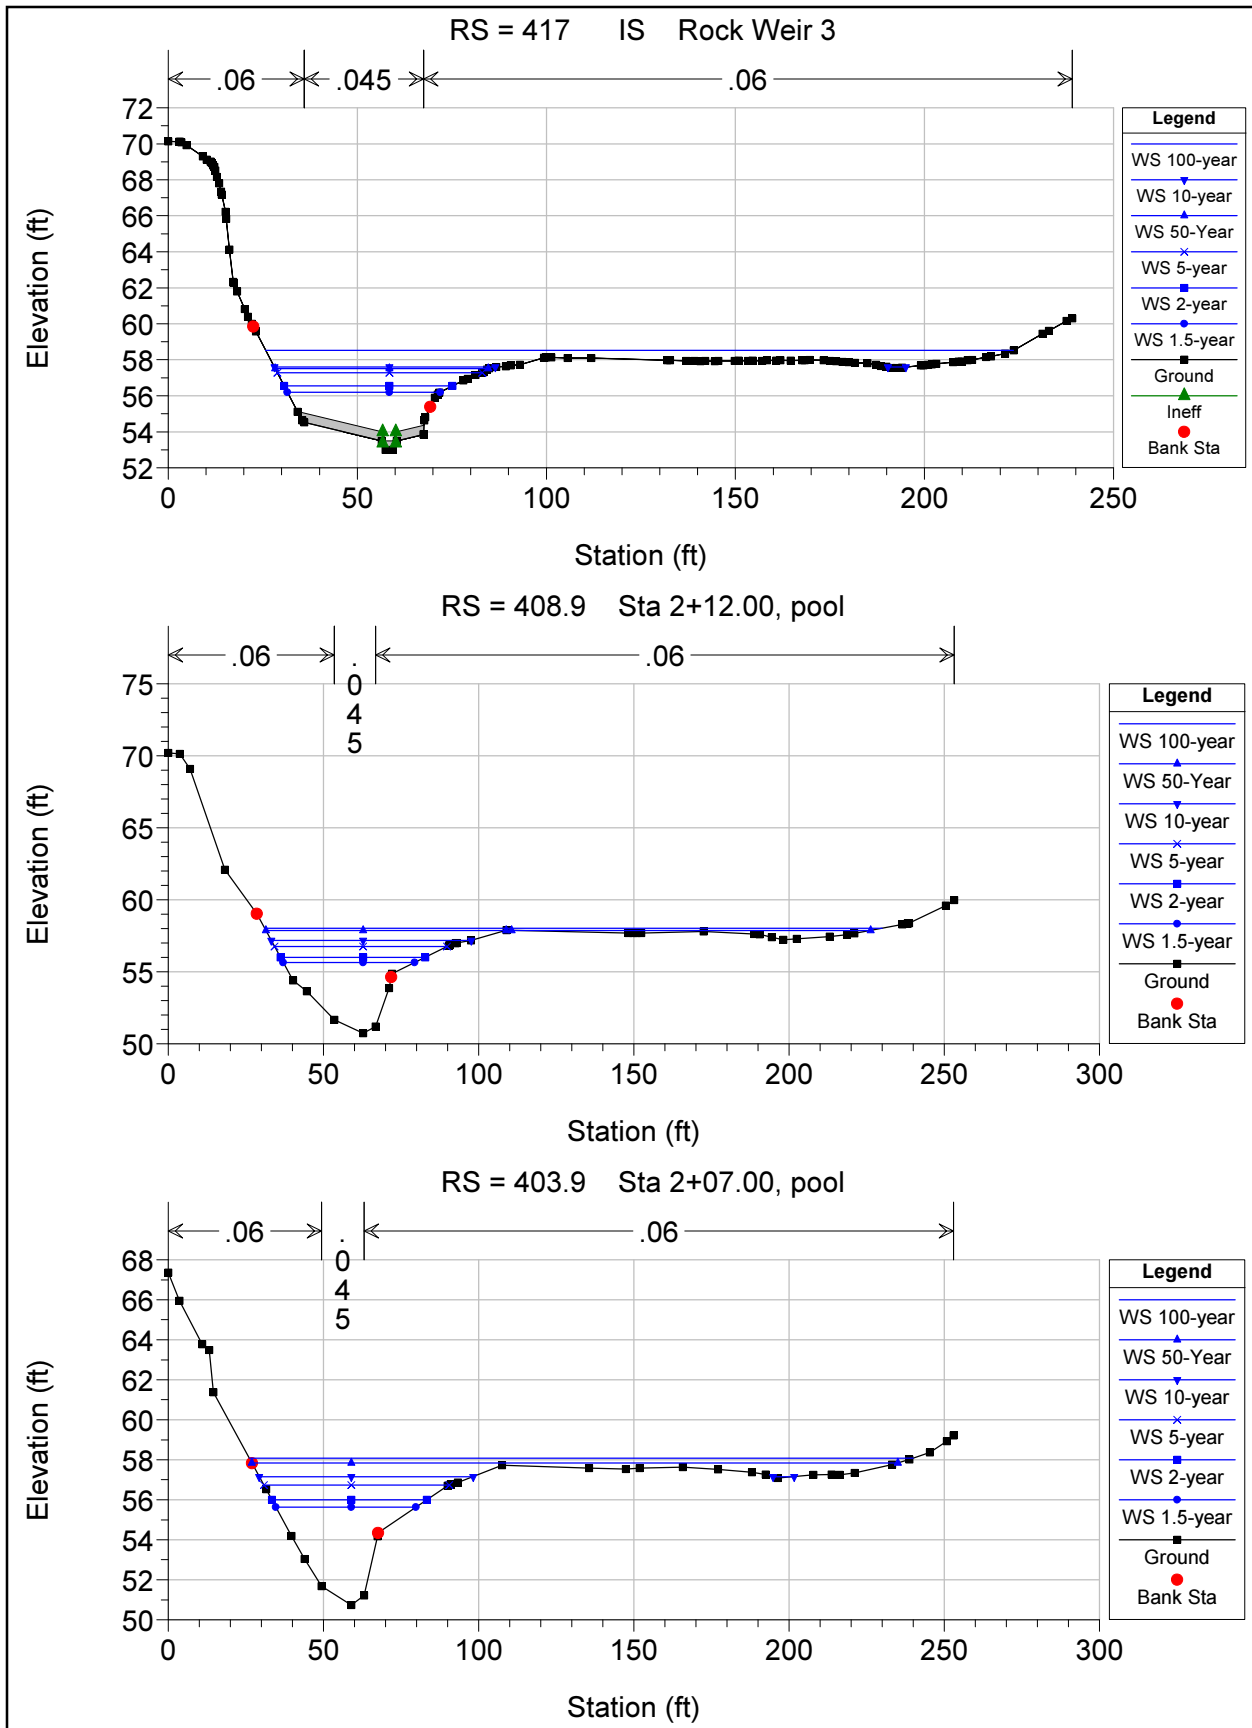 RS = 417 IS Rock Weir 3
.06 .045 .06
72
70
68
66
64
62
60
58
56
54
52
0 50 100 150 200 250
Elevation (ft)
Station (ft)
Legend
WS 100-year
WS 10-year
WS 50-Year
WS 5-year
WS 2-year
WS 1.5-year
Ground
Ineff
Bank Sta
RS = 408.9 Sta 2+12.00, pool
.06 .045 .06
75
70
65
60
55
50
0 50 100 150 200 250 300
Elevation (ft)
Station (ft)
Legend
WS 100-year
WS 50-Year
WS 10-year
WS 5-year
WS 2-year
WS 1.5-year
Ground
Bank Sta
RS = 403.9 Sta 2+07.00, pool
.06 .045 .06
68
66
64
62
60
58
56
54
52
50
0 50 100 150 200 250 300
Elevation (ft)
Station (ft)
Legend
WS 100-year
WS 50-Year
WS 10-year
WS 5-year
WS 2-year
WS 1.5-year
Ground
Bank Sta